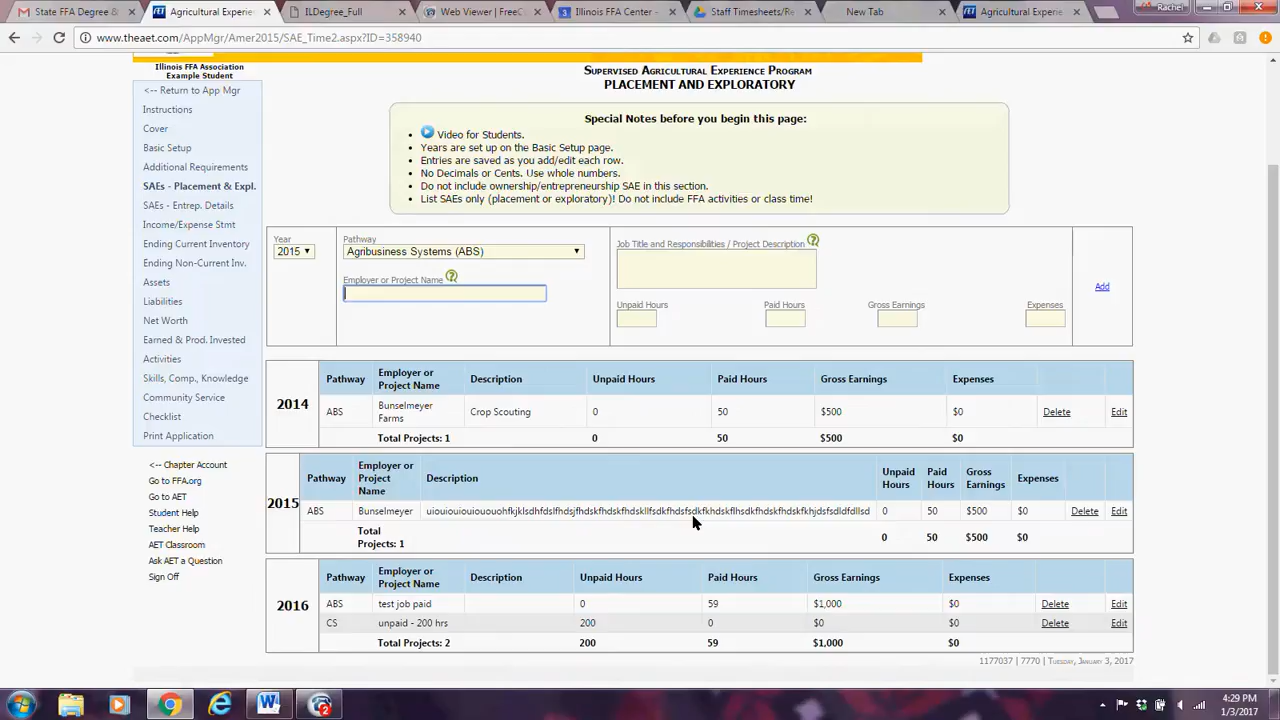 State FFA Degree &
Agricultural Experie
ILDegree_Full
Web Viewer | FreeC
Illinois FFA Center -
Staff Timesheets/Re
New Tab
Agricultural Experie
Rachel
www.theaet.com/AppMgr/Amer2015/SAE_Time2.aspx?ID=358940
Illinois FFA Association
Example Student
<-- Return to App Mgr
Instructions
Cover
Basic Setup
Additional Requirements
SAEs - Placement & Expl.
SAEs - Entrep. Details
Income/Expense Stmt
Ending Current Inventory
Ending Non-Current Inv.
Assets
Liabilities
Net Worth
Earned & Prod. Invested
Activities
Skills, Comp., Knowledge
Community Service
Checklist
Print Application
<-- Chapter Account
Go to FFA.org
Go to AET
Student Help
Teacher Help
AET Classroom
Ask AET a Question
Sign Off
Supervised Agricultural Experience Program
PLACEMENT AND EXPLORATORY
Special Notes before you begin this page:
• Video for Students.
• Years are set up on the Basic Setup page.
• Entries are saved as you add/edit each row.
• No Decimals or Cents. Use whole numbers.
• Do not include ownership/entrepreneurship SAE in this section.
• List SAEs only (placement or exploratory)! Do not include FFA activities or class time!
Year
2015
Pathway
Agribusiness Systems (ABS)
Employer or Project Name
Job Title and Responsibilities / Project Description
Unpaid Hours Paid Hours Gross Earnings Expenses
Add
2014
Pathway Employer or Project Name Description Unpaid Hours Paid Hours Gross Earnings Expenses
ABS Bunselmeyer Farms Crop Scouting 0 50 $500 $0 Delete Edit
Total Projects: 1 0 50 $500 $0
2015
Pathway Employer or Project Name Description Unpaid Hours Paid Hours Gross Earnings Expenses
ABS Bunselmeyer 0 50 $500 $0 Delete Edit
Total Projects: 1 0 50 $500 $0
2016
Pathway Employer or Project Name Description Unpaid Hours Paid Hours Gross Earnings Expenses
ABS test job paid 0 59 $1,000 $0 Delete Edit
CS unpaid - 200 hrs 200 0 $0 $0 Delete Edit
Total Projects: 2 200 59 $1,000 $0
1177037 | 7770 | Tuesday, January 3, 2017
2
4:29 PM
1/3/2017